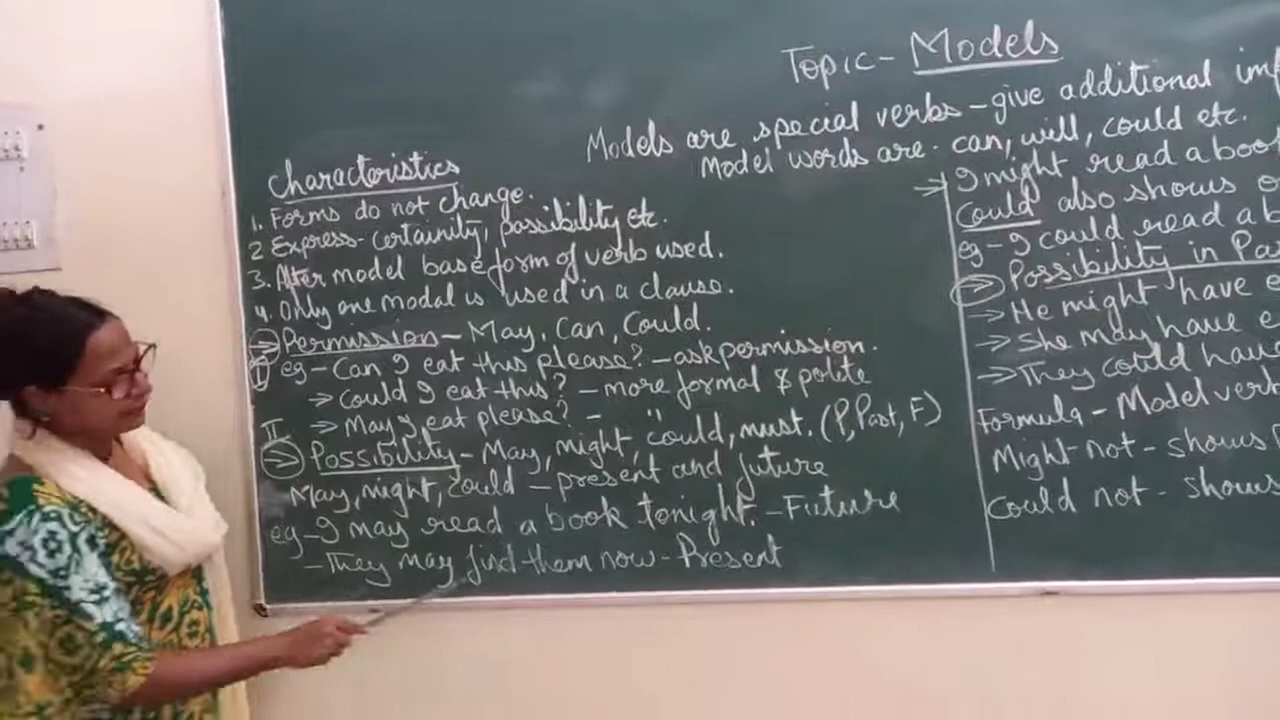 Topic - Models
Models are special verbs - give additional
Model words are - can, will, could etc.
Characteristics
1. Forms do not change.
2 Express - Certainity, possibility etc.
3. After model base form of verb used.
4. Only one modal is used in a clause.
→ Permission - May, Can, Could.
I eg - Can I eat this please? - ask permission.
→ Could I eat this? - more formal & polite
II → May I eat please? - "
→ Possibility - May, might, could, must. (P, Past, F)
May, might, could - present and future
eg - I may read a book tonight. - Future
- They may find them now - Present
→ I might read a book
Could also shows
eg - I could read a b
→ Possibility in Pa
→ He might have e
→ She may have e
→ They could have
Formula - Model verb
Might not - shows
Could not - shows